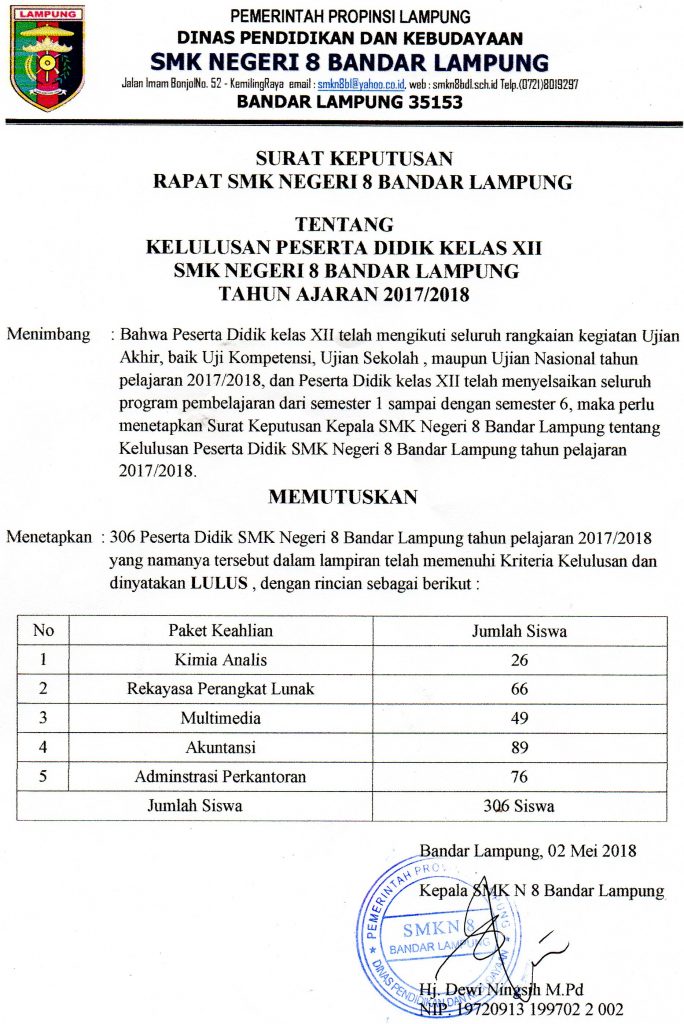 LAMPUNG
PEMERINTAH PROPINSI LAMPUNG
DINAS PENDIDIKAN DAN KEBUDAYAAN
SMK NEGERI 8 BANDAR LAMPUNG
Jalan Imam BonjolNo. 52 - KemilingRaya email : smkn8bl@yahoo.co.id, web : smkn8bdl.sch.id Telp.(0721)8019297
BANDAR LAMPUNG 35153
SURAT KEPUTUSAN
RAPAT SMK NEGERI 8 BANDAR LAMPUNG
TENTANG
KELULUSAN PESERTA DIDIK KELAS XII
SMK NEGERI 8 BANDAR LAMPUNG
TAHUN AJARAN 2017/2018
Menimbang : Bahwa Peserta Didik kelas XII telah mengikuti seluruh rangkaian kegiatan Ujian
Akhir, baik Uji Kompetensi, Ujian Sekolah , maupun Ujian Nasional tahun
pelajaran 2017/2018, dan Peserta Didik kelas XII telah menyelsaikan seluruh
program pembelajaran dari semester 1 sampai dengan semester 6, maka perlu
menetapkan Surat Keputusan Kepala SMK Negeri 8 Bandar Lampung tentang
Kelulusan Peserta Didik SMK Negeri 8 Bandar Lampung tahun pelajaran
2017/2018.
MEMUTUSKAN
Menetapkan : 306 Peserta Didik SMK Negeri 8 Bandar Lampung tahun pelajaran 2017/2018
yang namanya tersebut dalam lampiran telah memenuhi Kriteria Kelulusan dan
dinyatakan LULUS , dengan rincian sebagai berikut :
No Paket Keahlian Jumlah Siswa
1 Kimia Analis 26
2 Rekayasa Perangkat Lunak 66
3 Multimedia 49
4 Akuntansi 89
5 Adminstrasi Perkantoran 76
Jumlah Siswa 306 Siswa
Bandar Lampung, 02 Mei 2018
Kepala SMK N 8 Bandar Lampung
PEMERINTAH PROV LAMPUNG
SMKN 8
BANDAR LAMPUNG
DINAS PENDIDIKAN DAN KEBUDAYAAN
Hj. Dewi Ningsih M.Pd
NIP. 19720913 199702 2 002